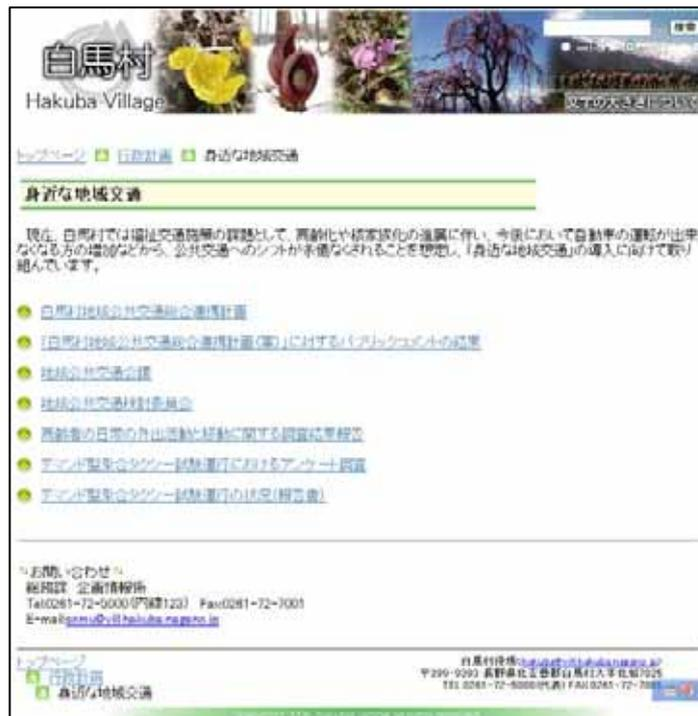 検索
白馬村
Hakuba Village
文字の大きさについて
トップページ 行政計画 身近な地域交通
身近な地域交通
現在、白馬村では福祉交通施策の課題として、高齢化や核家族化の進展に伴い、今後において自動車の運転が出来
なくなる方の増加などから、公共交通へのシフトが余儀なくされることを想定し、「身近な地域交通」の導入に向けて取り
組んでいます。
白馬村地域公共交通総合連携計画
「白馬村地域公共交通総合連携計画(案)」に対するパブリックコメントの結果
地域公共交通会議
地域公共交通検討委員会
高齢者の日常の外出活動と移動に関する調査結果報告
デマンド型乗合タクシー試験運行におけるアンケート調査
デマンド型乗合タクシー試験運行の状況(報告書)
お問い合わせ
総務課 企画情報係
Tel:0261-72-5000(内線123) Fax:0261-72-7001
E-mail:
トップページ
行政計画
身近な地域交通
白馬村役場
〒399-9393 長野県北安曇郡白馬村大字北城7025
TEL 0261-72-5000(代表) FAX 0261-72-7001